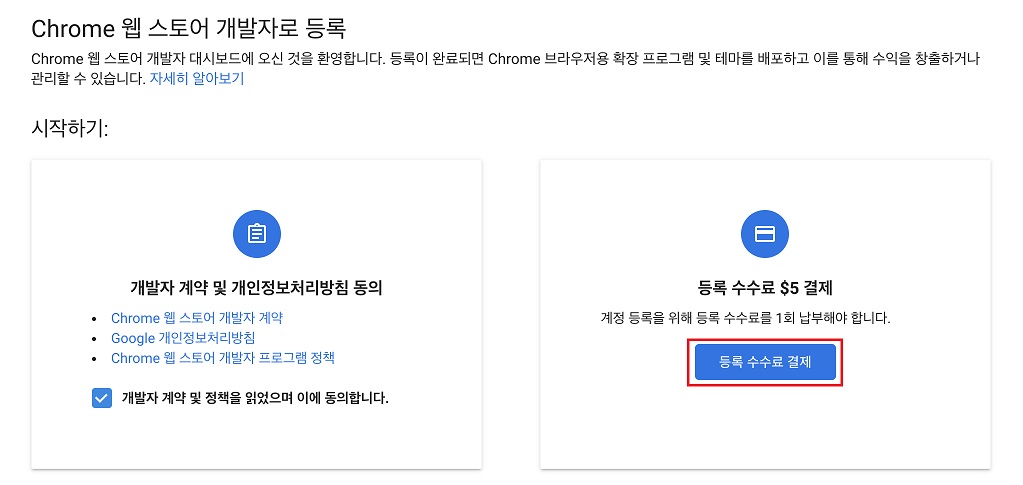 Chrome 웹 스토어 개발자로 등록
Chrome 웹 스토어 개발자 대시보드에 오신 것을 환영합니다. 등록이 완료되면 Chrome 브라우저용 확장 프로그램 및 테마를 배포하고 이를 통해 수익을 창출하거나
관리할 수 있습니다. 자세히 알아보기
시작하기:
개발자 계약 및 개인정보처리방침 동의
• Chrome 웹 스토어 개발자 계약
• Google 개인정보처리방침
• Chrome 웹 스토어 개발자 프로그램 정책
개발자 계약 및 정책을 읽었으며 이에 동의합니다.
등록 수수료 $5 결제
계정 등록을 위해 등록 수수료를 1회 납부해야 합니다.
등록 수수료 결제